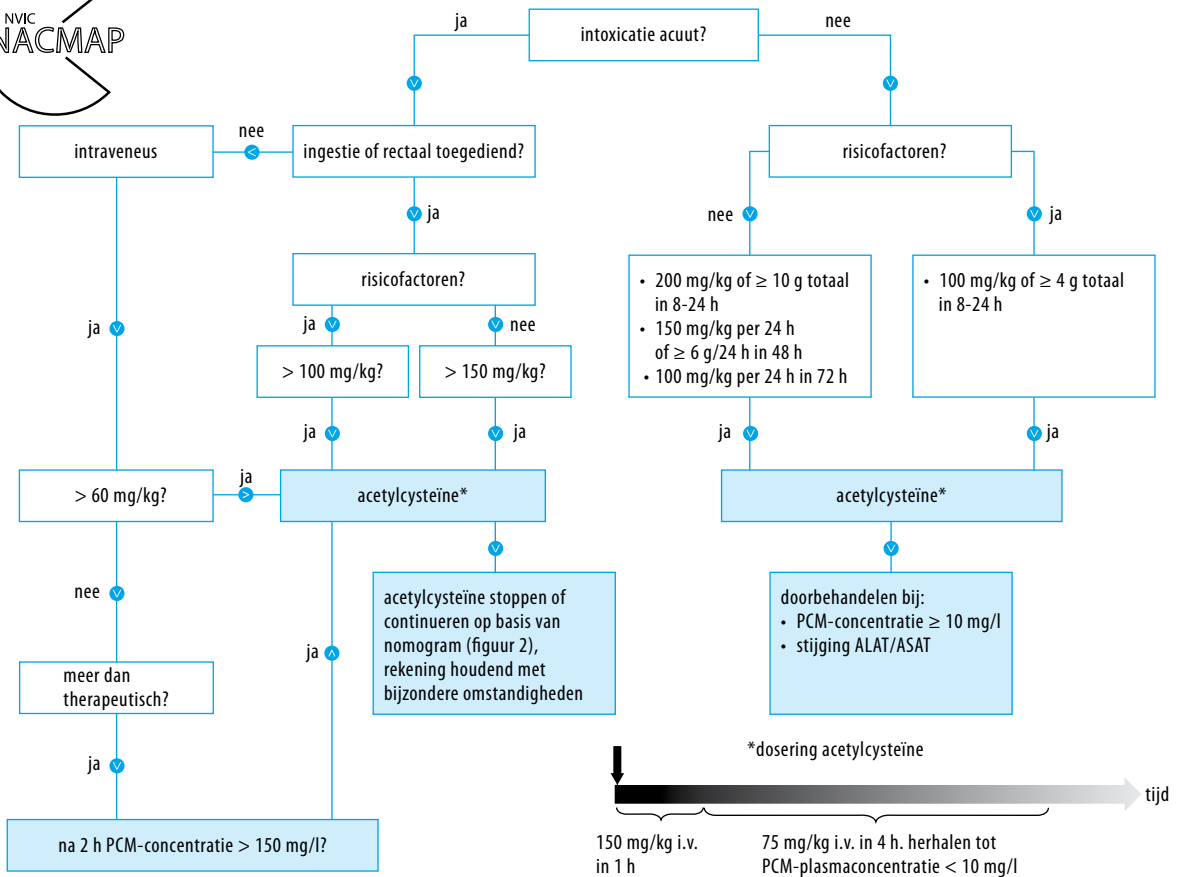 NVIC
NACMAP
intoxicatie acuut?
ja
nee
ingestie of rectaal toegediend?
nee
intraveneus
risicofactoren?
ja
nee
ja
risicofactoren?
• 200 mg/kg of ≥ 10 g totaal
in 8-24 h
• 150 mg/kg per 24 h
of ≥ 6 g/24 h in 48 h
• 100 mg/kg per 24 h in 72 h
• 100 mg/kg of ≥ 4 g totaal
in 8-24 h
ja
ja
nee
> 100 mg/kg?
> 150 mg/kg?
ja
ja
ja
ja
> 60 mg/kg?
ja
acetylcysteïne*
acetylcysteïne*
nee
acetylcysteïne stoppen of
continueren op basis van
nomogram (figuur 2),
rekening houdend met
bijzondere omstandigheden
doorbehandelen bij:
• PCM-concentratie ≥ 10 mg/l
• stijging ALAT/ASAT
ja
meer dan
therapeutisch?
ja
na 2 h PCM-concentratie > 150 mg/l?
*dosering acetylcysteïne
tijd
150 mg/kg i.v.
in 1 h
75 mg/kg i.v. in 4 h. herhalen tot
PCM-plasmaconcentratie < 10 mg/l